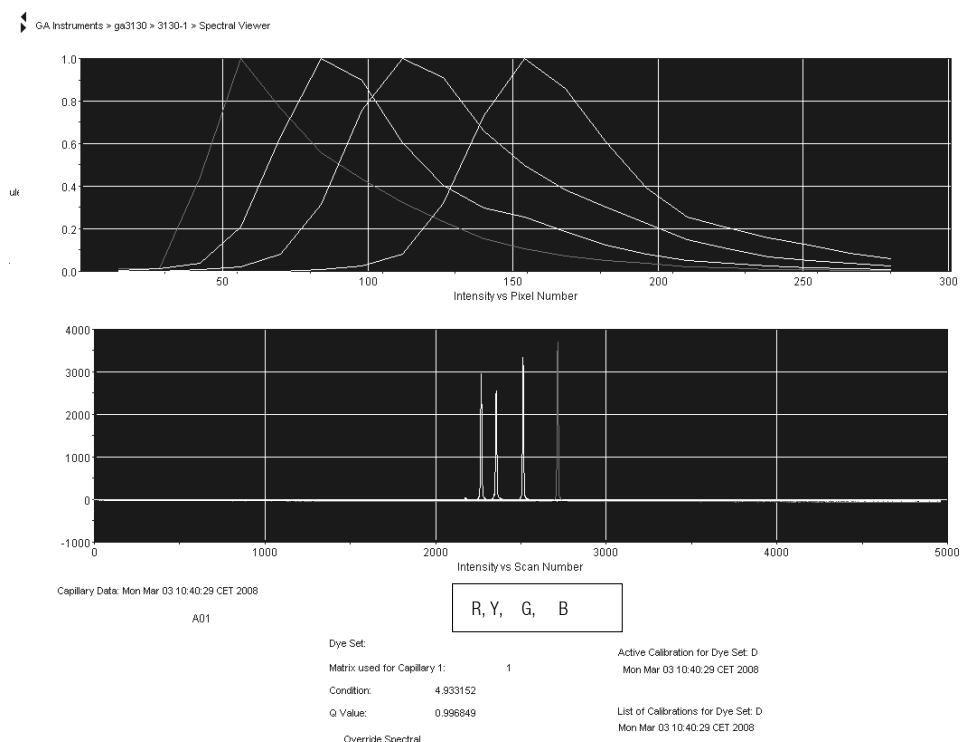 GA Instruments > ga3130 > 3130-1 > Spectral Viewer
1.0
0.8
0.6
0.4
0.2
0.0
50
100
150
200
250
300
Intensity vs Pixel Number
4000
3000
2000
1000
0
-1000
0
1000
2000
3000
4000
5000
Intensity vs Scan Number
Capillary Data: Mon Mar 03 10:40:29 CET 2008
A01
R, Y, G, B
Dye Set:
Matrix used for Capillary 1: 1
Condition: 4.933152
Q Value: 0.996849
Override Spectral
Active Calibration for Dye Set: D
Mon Mar 03 10:40:29 CET 2008
List of Calibrations for Dye Set: D
Mon Mar 03 10:40:29 CET 2008